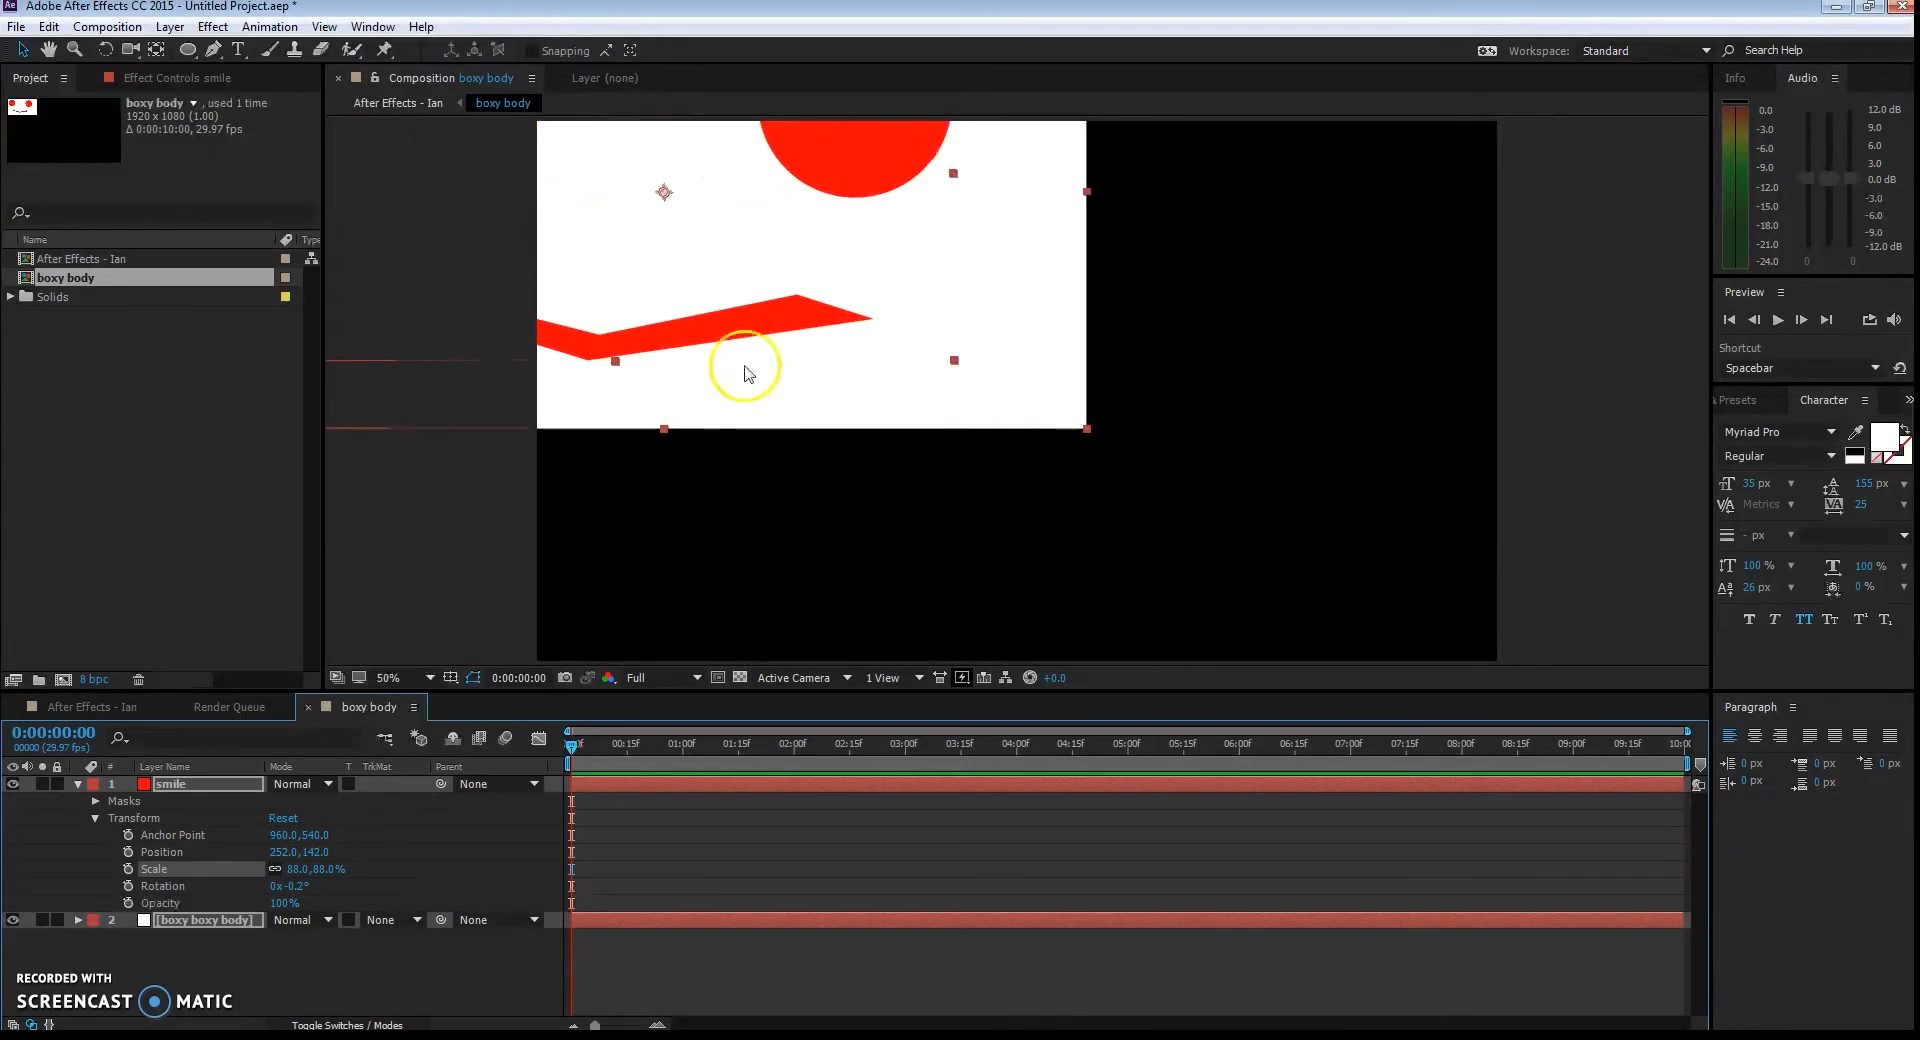 Adobe After Effects CC 2015 - Untitled Project.aep *
File Edit Composition Layer Effect Animation View Window Help
Snapping
Workspace: Standard
Search Help
Project
Effect Controls smile
boxy body , used 1 time
1920 x 1080 (1.00)
Δ 0:00:10:00, 29.97 fps
Name
Type
After Effects - Ian
boxy body
Solids
8 bpc
Composition boxy body
Layer (none)
After Effects - Ian
boxy body
50%
0:00:00:00
Full
Active Camera
1 View
+0.0
Info
Audio
0.0
-3.0
-6.0
-9.0
-12.0
-15.0
-18.0
-21.0
-24.0
12.0 dB
9.0
6.0
3.0
0.0 dB
-3.0
-6.0
-9.0
-12.0 dB
0 0
Preview
Shortcut
Spacebar
& Presets
Character
Myriad Pro
Regular
35 px
155 px
Metrics
25
- px
100 %
100 %
26 px
0 %
T T TT Tt T¹ T₁
Paragraph
0 px 0 px 0 px
0 px 0 px
After Effects - Ian
Render Queue
boxy body
0:00:00:00
00000 (29.97 fps)
00:15f 01:00f 01:15f 02:00f 02:15f 03:00f 03:15f 04:00f 04:15f 05:00f 05:15f 06:00f 06:15f 07:00f 07:15f 08:00f 08:15f 09:00f 09:15f
# Layer Name Mode T TrkMat Parent
1 smile Normal None
Masks
Transform Reset
Anchor Point 960.0,540.0
Position 252.0,142.0
Scale 88.0,88.0%
Rotation 0x-0.2°
Opacity 100%
2 [boxy boxy body] Normal None None
RECORDED WITH
SCREENCAST MATIC
Toggle Switches / Modes